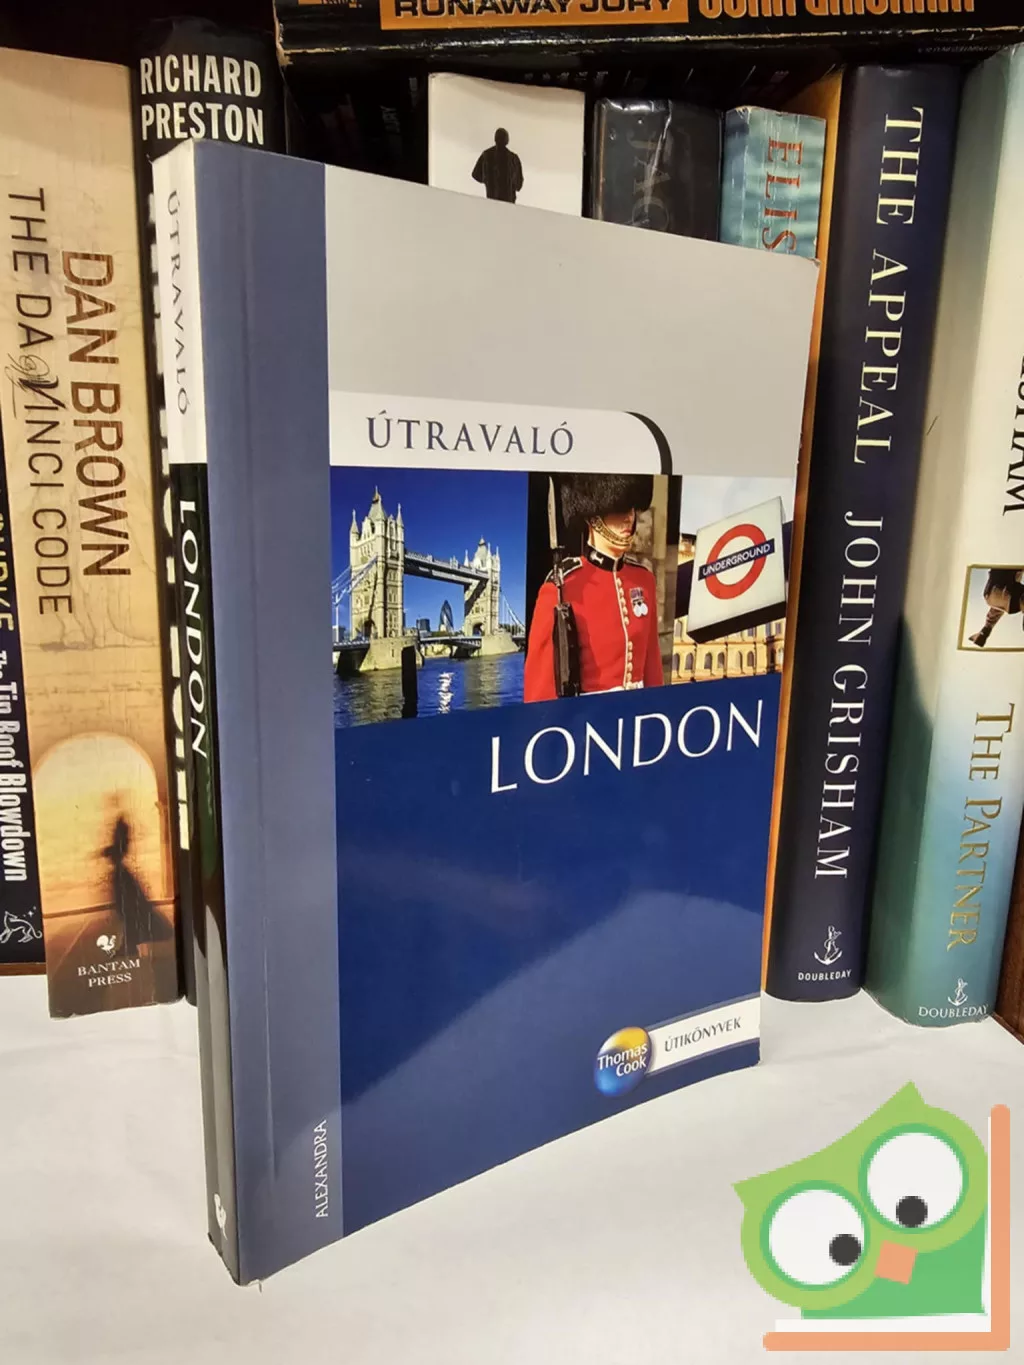 RUNAWAY JURY
RICHARD
PRESTON
DAN BROWN
THE DA VINCI CODE
BANTAM
PRESS
The Tin Roof Blowdown
ÚTRAVALÓ
LONDON
ÚTRAVALÓ
UNDERGROUND
LONDON
Thomas
Cook
ÚTIKÖNYVEK
ALEXANDRA
ELIS
THE APPEAL JOHN GRISHAM
DOUBLEDAY
THE PARTNER
DOUBLEDAY